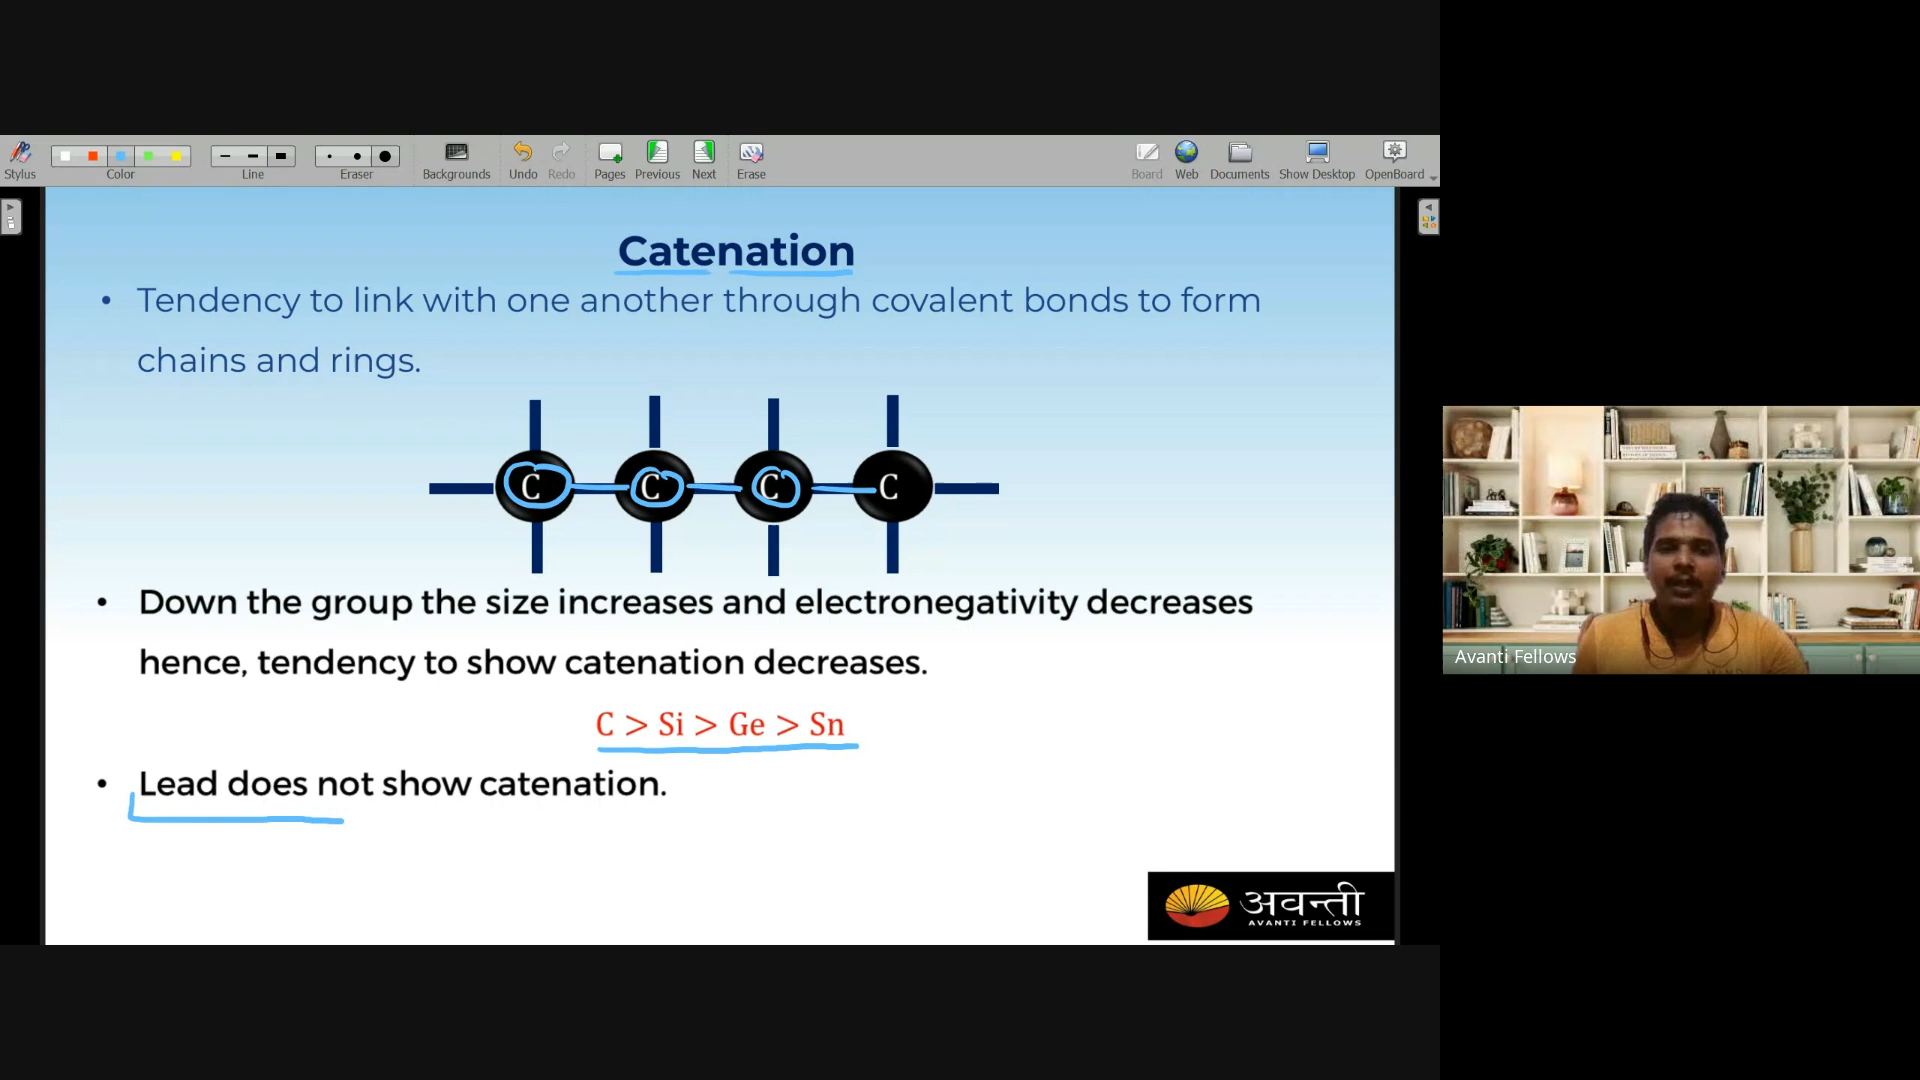 Stylus
Color
Line
Eraser
Backgrounds
Undo
Redo
Pages
Previous
Next
Erase
Board
Web
Documents
Show Desktop
OpenBoard
Catenation
• Tendency to link with one another through covalent bonds to form
chains and rings.
C C C C
• Down the group the size increases and electronegativity decreases
hence, tendency to show catenation decreases.
C > Si > Ge > Sn
• Lead does not show catenation.
अवन्ती
AVANTI FELLOWS
Avanti Fellows